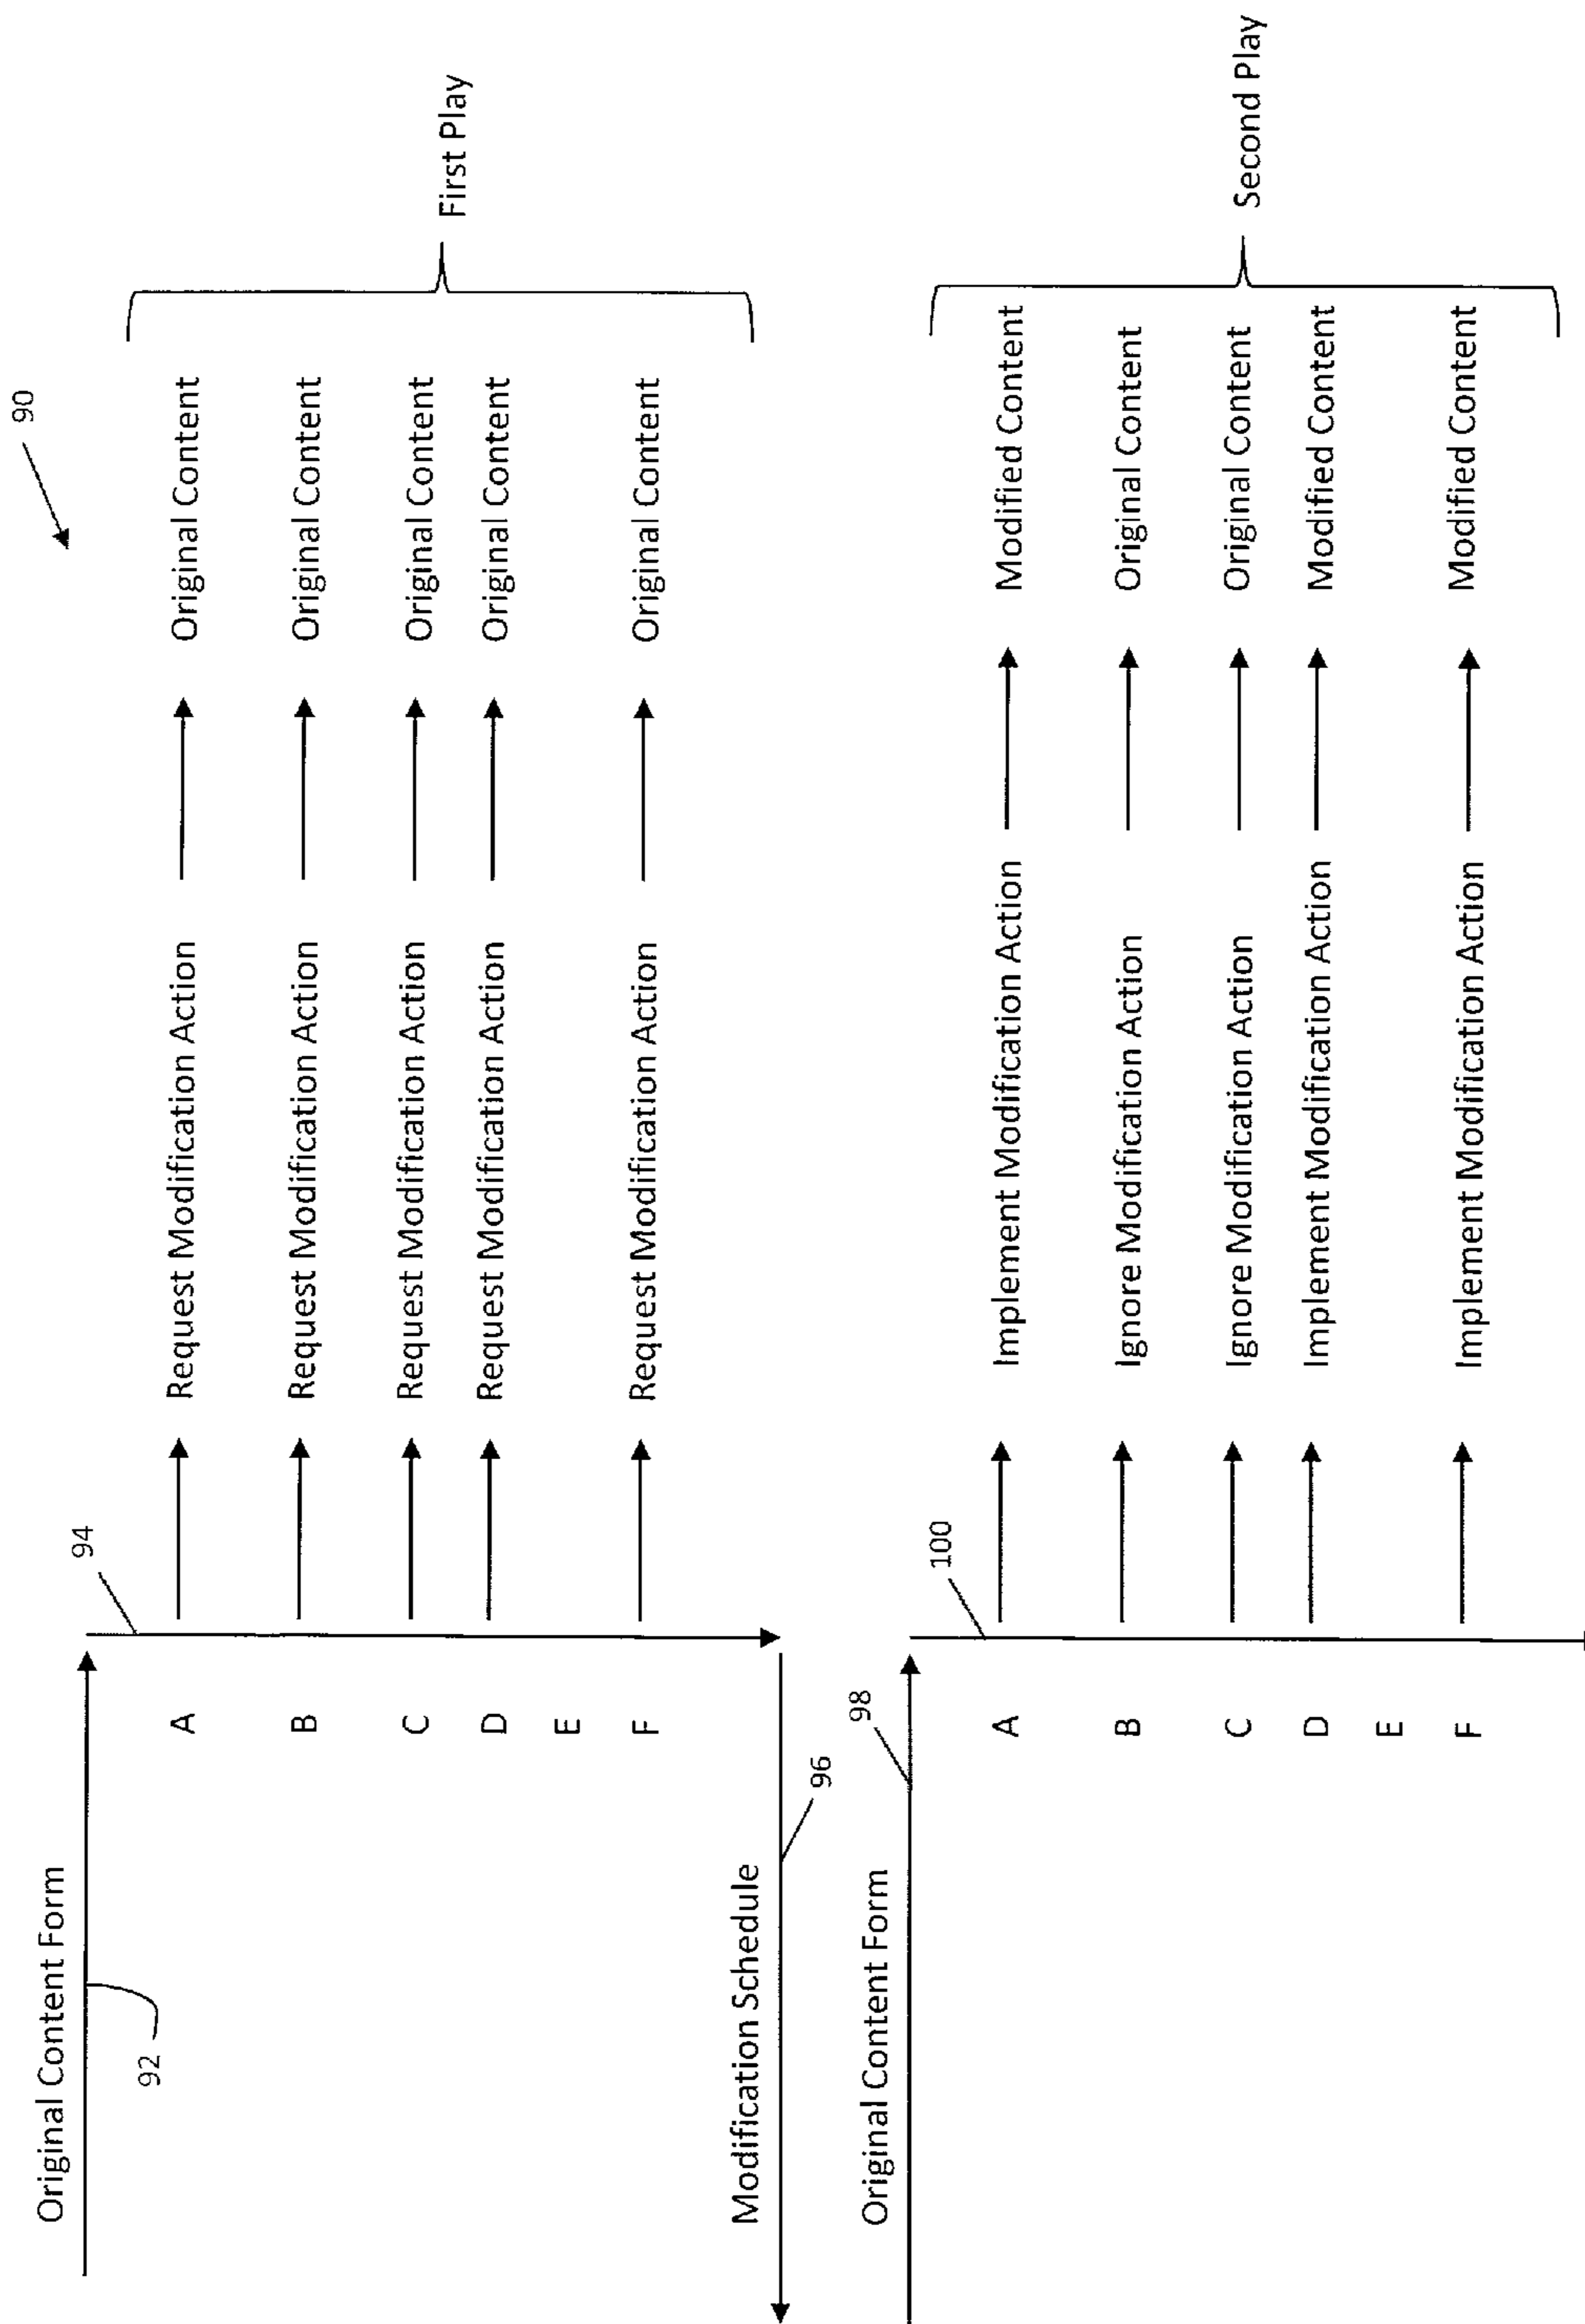 90
Original Content Form
92
94
A
Request Modification Action
Original Content
B
Request Modification Action
Original Content
C
Request Modification Action
Original Content
D
Request Modification Action
Original Content
E
F
Request Modification Action
Original Content
First Play
Modification Schedule
96
Original Content Form
98
100
A
Implement Modification Action
Modified Content
B
Ignore Modification Action
Original Content
C
Ignore Modification Action
Original Content
D
Implement Modification Action
Modified Content
E
F
Implement Modification Action
Modified Content
Second Play